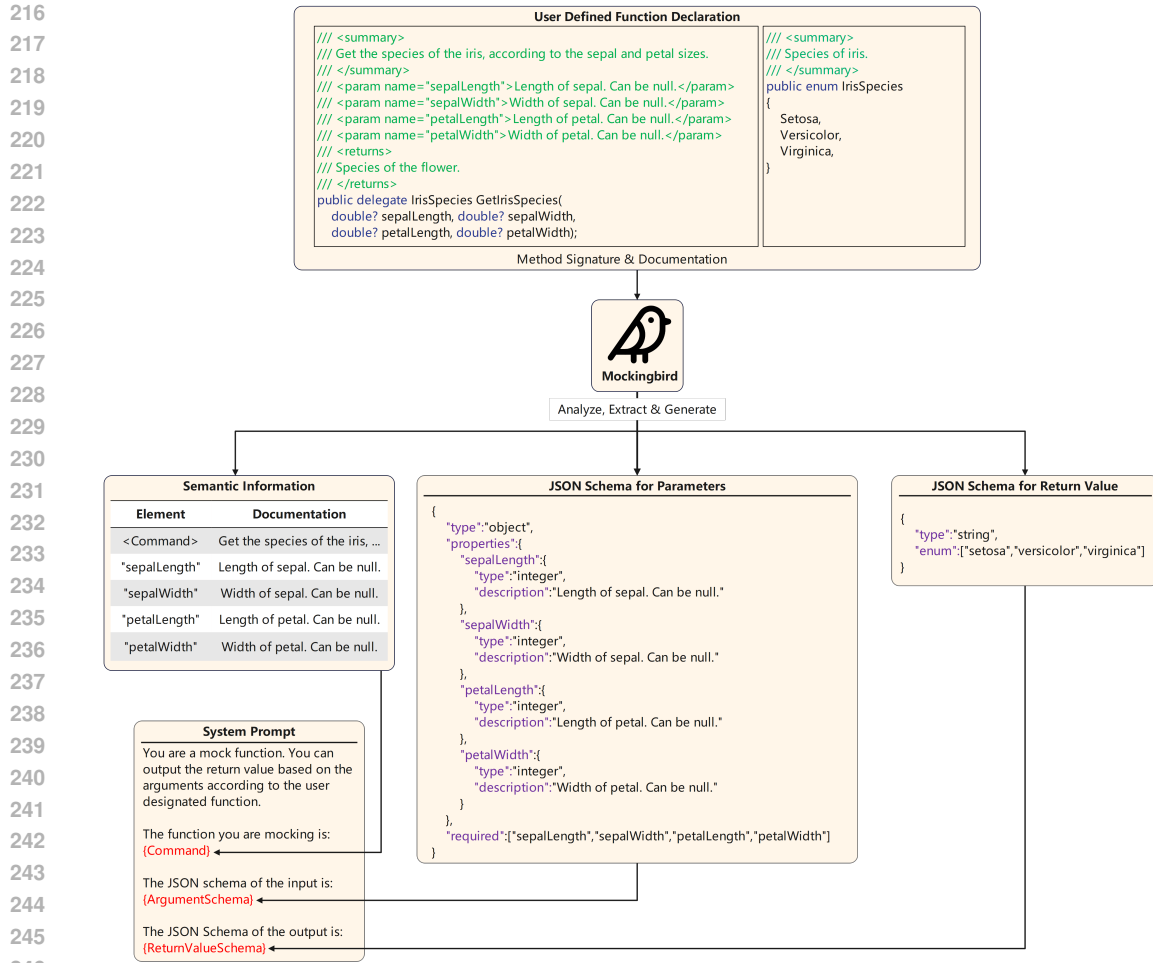 216
217
218
219
220
221
222
223
224
225
226
227
228
229
230
231
232
233
234
235
236
237
238
239
240
241
242
243
244
245
User Defined Function Declaration
/// <summary>
/// Get the species of the iris, according to the sepal and petal sizes.
/// </summary>
/// <param name="sepalLength">Length of sepal. Can be null.</param>
/// <param name="sepalWidth">Width of sepal. Can be null.</param>
/// <param name="petalLength">Length of petal. Can be null.</param>
/// <param name="petalWidth">Width of petal. Can be null.</param>
/// <returns>
/// Species of the flower.
/// </returns>
public delegate IrisSpecies GetIrisSpecies(
double? sepalLength, double? sepalWidth,
double? petalLength, double? petalWidth);
/// <summary>
/// Species of iris.
/// </summary>
public enum IrisSpecies
{
Setosa,
Versicolor,
Virginica,
}
Method Signature & Documentation
Mockingbird
Analyze, Extract & Generate
Semantic Information
Element Documentation
<Command> Get the species of the iris, ...
"sepalLength" Length of sepal. Can be null.
"sepalWidth" Width of sepal. Can be null.
"petalLength" Length of petal. Can be null.
"petalWidth" Width of petal. Can be null.
JSON Schema for Parameters
{
"type":"object",
"properties":{
"sepalLength":{
"type":"integer",
"description":"Length of sepal. Can be null."
},
"sepalWidth":{
"type":"integer",
"description":"Width of sepal. Can be null."
},
"petalLength":{
"type":"integer",
"description":"Length of petal. Can be null."
},
"petalWidth":{
"type":"integer",
"description":"Width of petal. Can be null."
}
},
"required":["sepalLength","sepalWidth","petalLength","petalWidth"]
}
JSON Schema for Return Value
{
"type":"string",
"enum":["setosa","versicolor","virginica"]
}
System Prompt
You are a mock function. You can
output the return value based on the
arguments according to the user
designated function.
The function you are mocking is:
{Command}
The JSON schema of the input is:
{ArgumentSchema}
The JSON Schema of the output is:
{ReturnValueSchema}